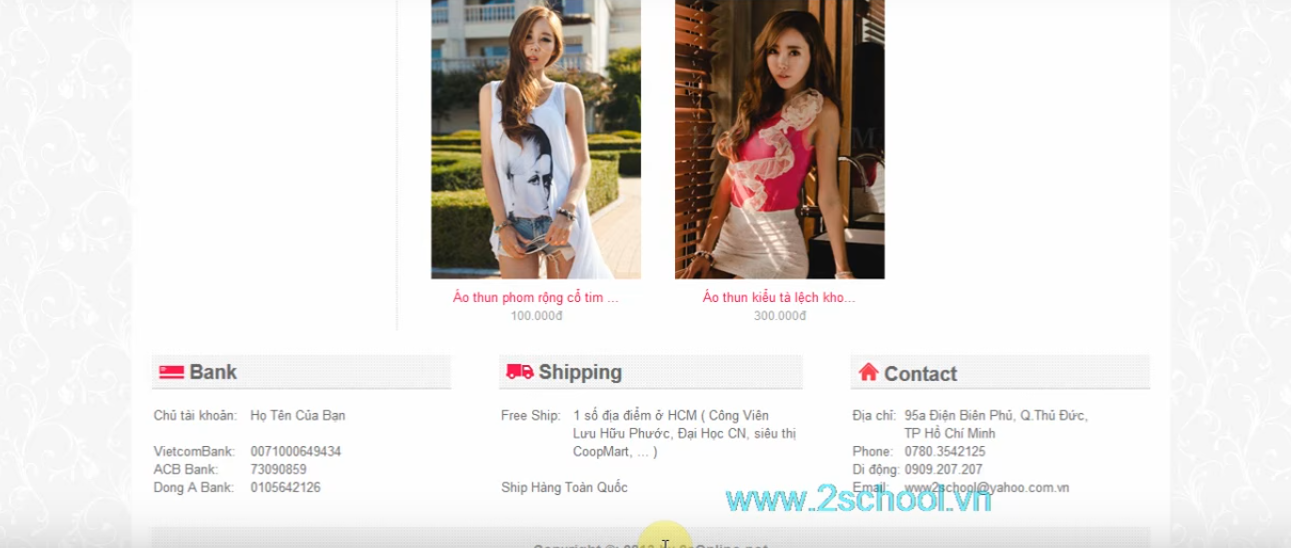 Áo thun phom rộng cổ tim ...
100.000đ
Áo thun kiểu tà lệch kho...
300.000đ
Bank
Chủ tài khoản: Họ Tên Của Bạn
VietcomBank: 0071000649434
ACB Bank: 73090859
Dong A Bank: 0105642126
Shipping
Free Ship: 1 số địa điểm ở HCM ( Công Viên
Lưu Hữu Phước, Đại Học CN, siêu thị
CoopMart, ... )
Ship Hàng Toàn Quốc
Contact
Địa chỉ: 95a Điện Biên Phủ, Q.Thủ Đức,
TP Hồ Chí Minh
Phone: 0780.3542125
Di động: 0909.207.207
Email: www2school@yahoo.com.vn
www.2school.vn